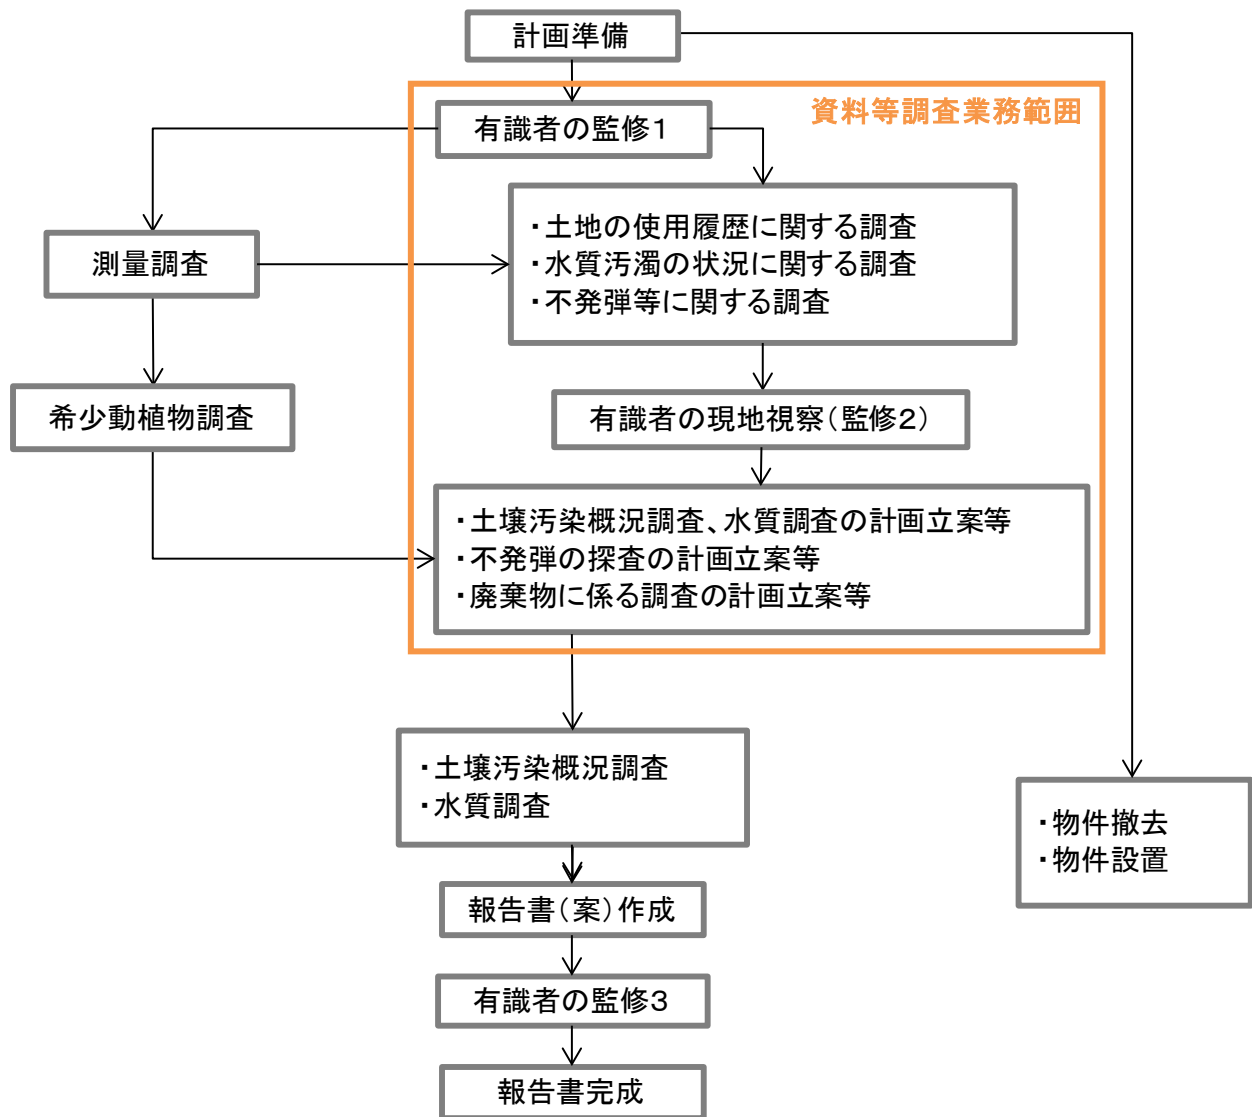 計画準備
資料等調査業務範囲
有識者の監修１
・土地の使用履歴に関する調査
・水質汚濁の状況に関する調査
・不発弾等に関する調査
測量調査
希少動植物調査
有識者の現地視察（監修２）
・土壌汚染概況調査、水質調査の計画立案等
・不発弾の探査の計画立案等
・廃棄物に係る調査の計画立案等
・土壌汚染概況調査
・水質調査
・物件撤去
・物件設置
報告書（案）作成
有識者の監修３
報告書完成